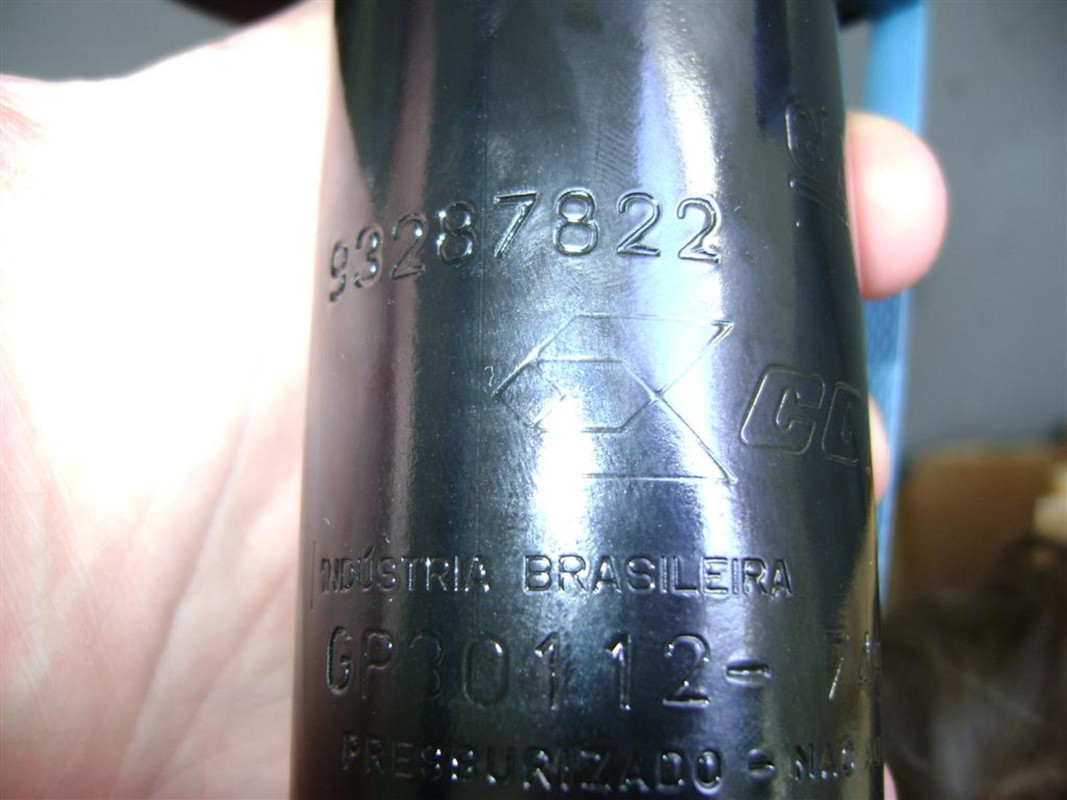 93287822
INDÚSTRIA BRASILEIRA
GP30112-
PRESSURIZADO -